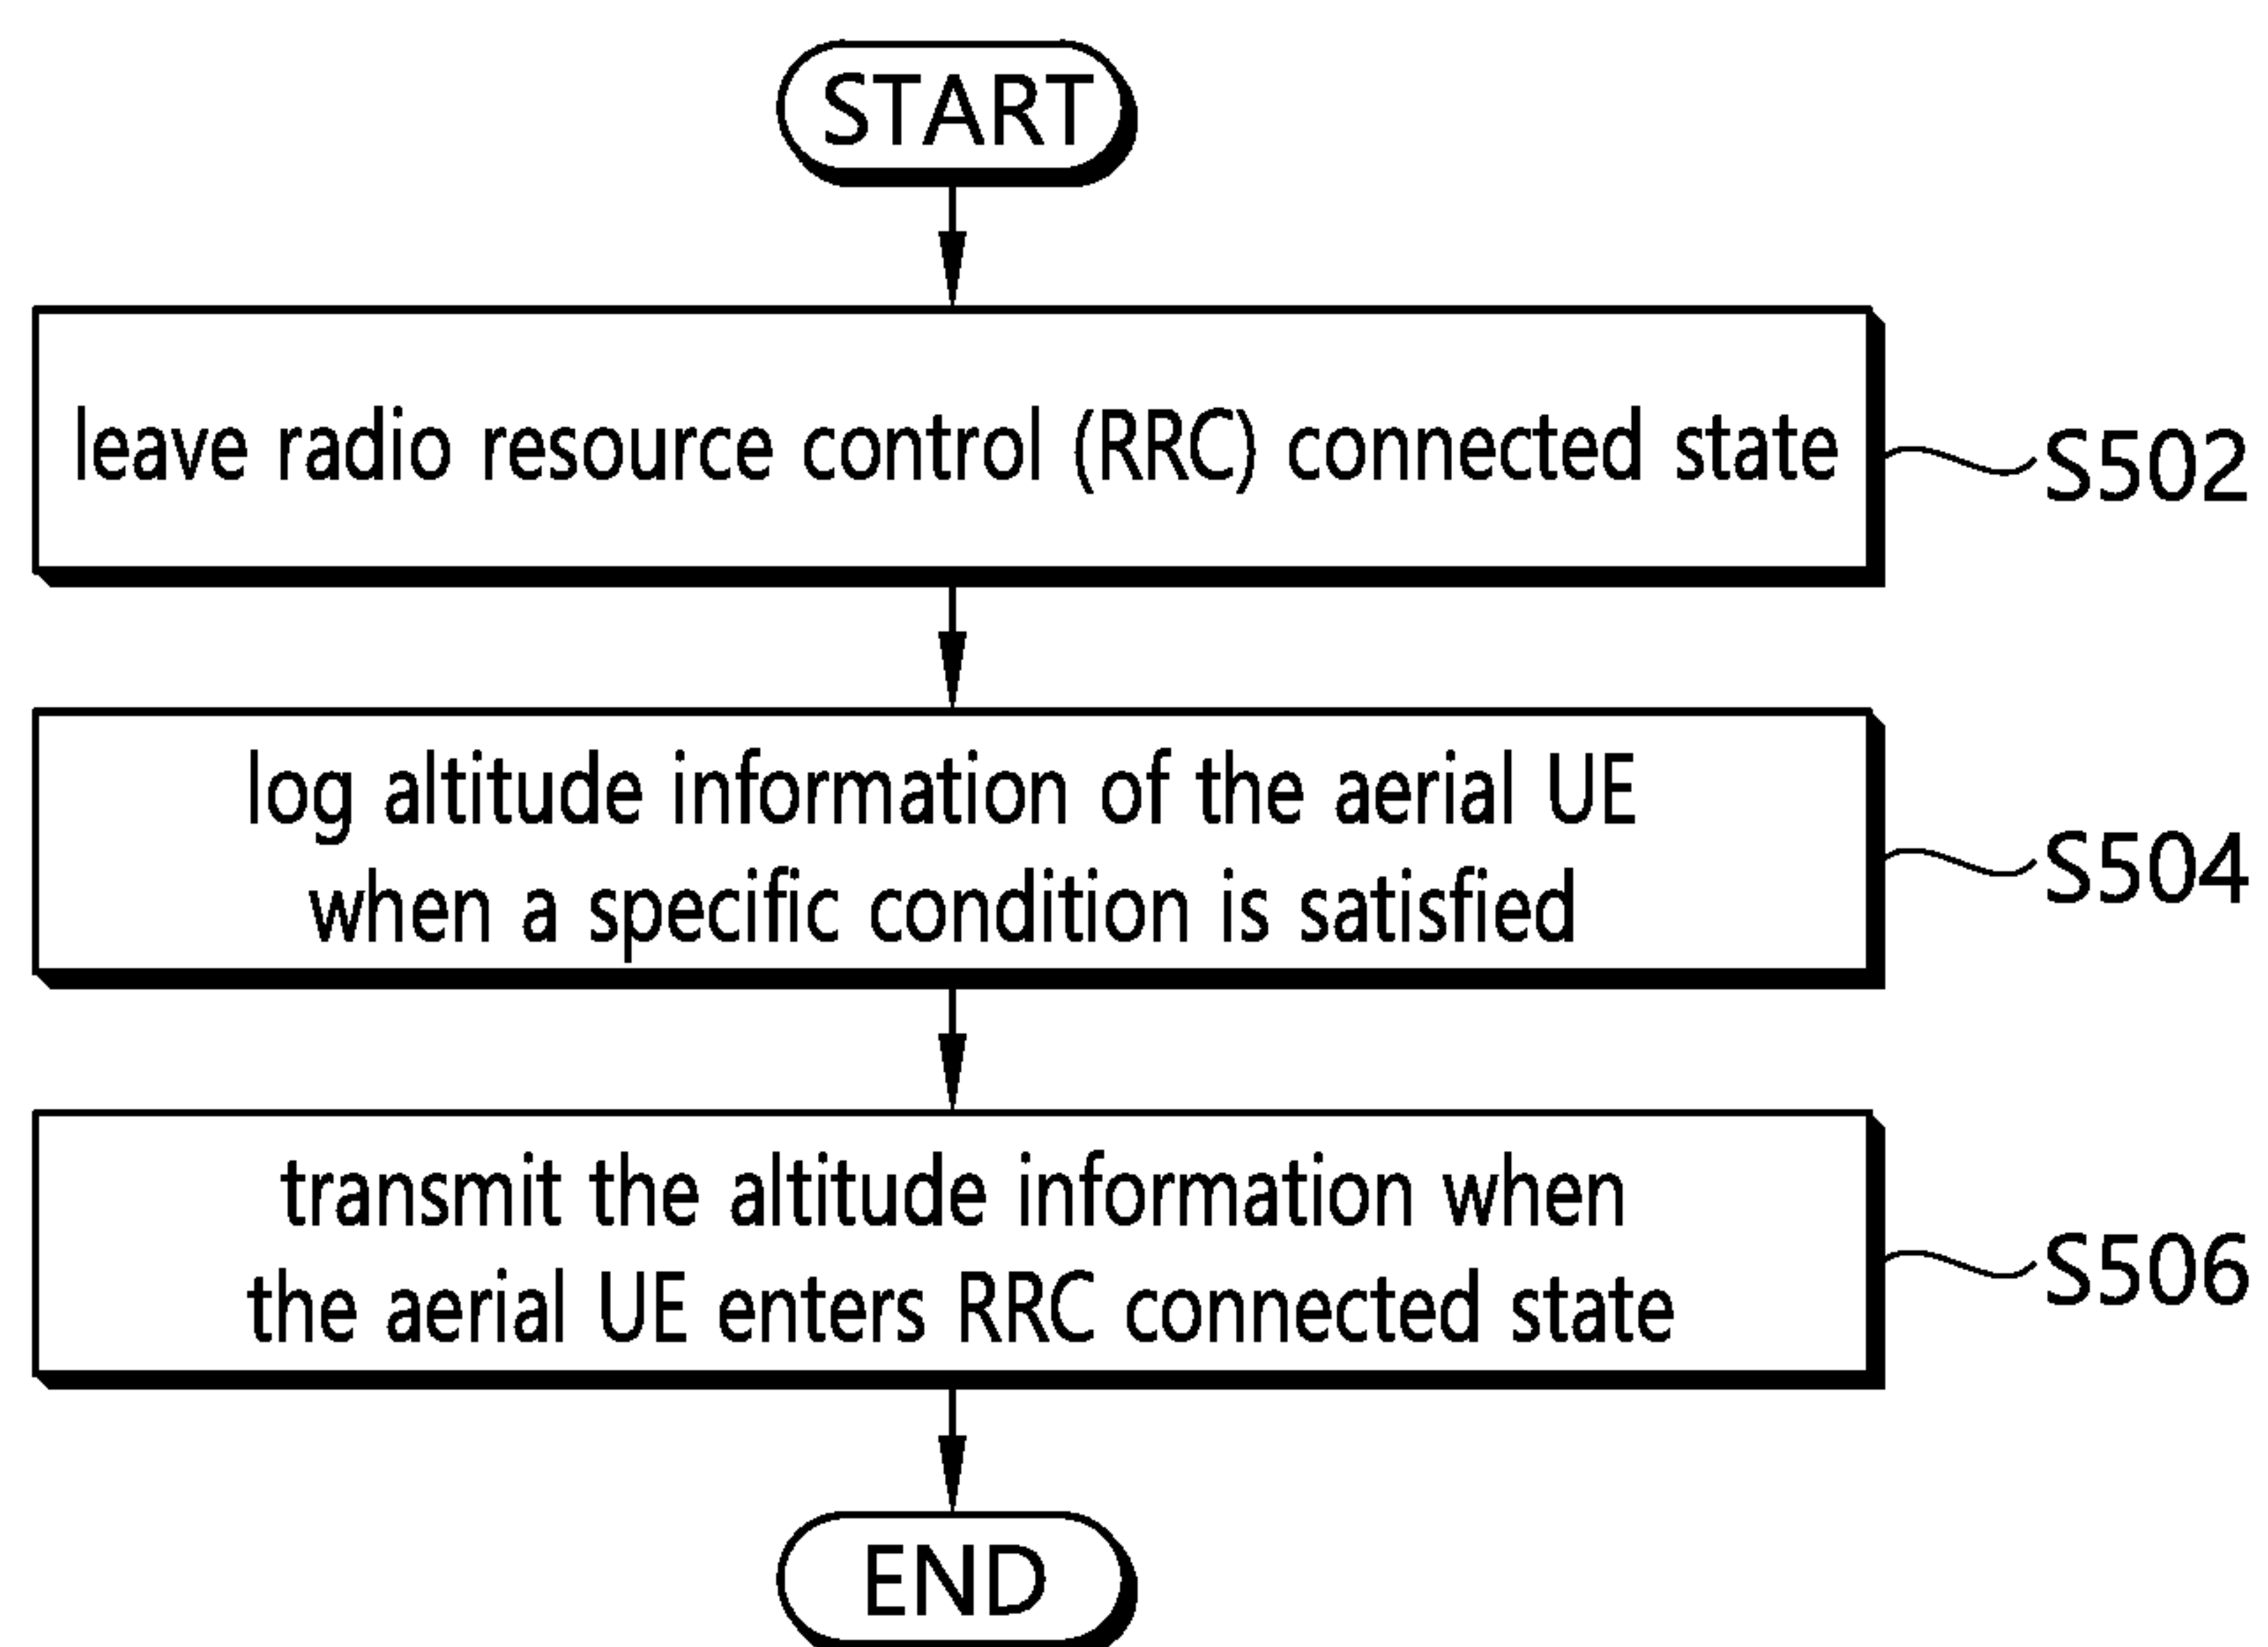 START
leave radio resource control (RRC) connected state
S502
log altitude information of the aerial UE
when a specific condition is satisfied
S504
transmit the altitude information when
the aerial UE enters RRC connected state
S506
END